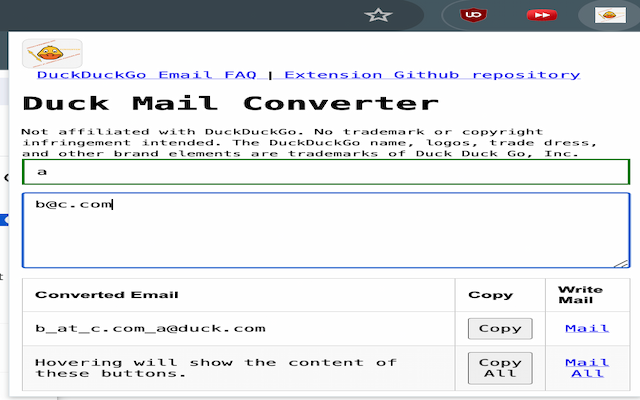 DuckDuckGo Email FAQ | Extension Github repository
Duck Mail Converter
Not affiliated with DuckDuckGo. No trademark or copyright
infringement intended. The DuckDuckGo name, logos, trade dress,
and other brand elements are trademarks of Duck Duck Go, Inc.
a
b@c.com
Converted Email Copy Write
Mail
b_at_c.com_a@duck.com Copy Mail
Hovering will show the content of Copy Mail
these buttons. All All